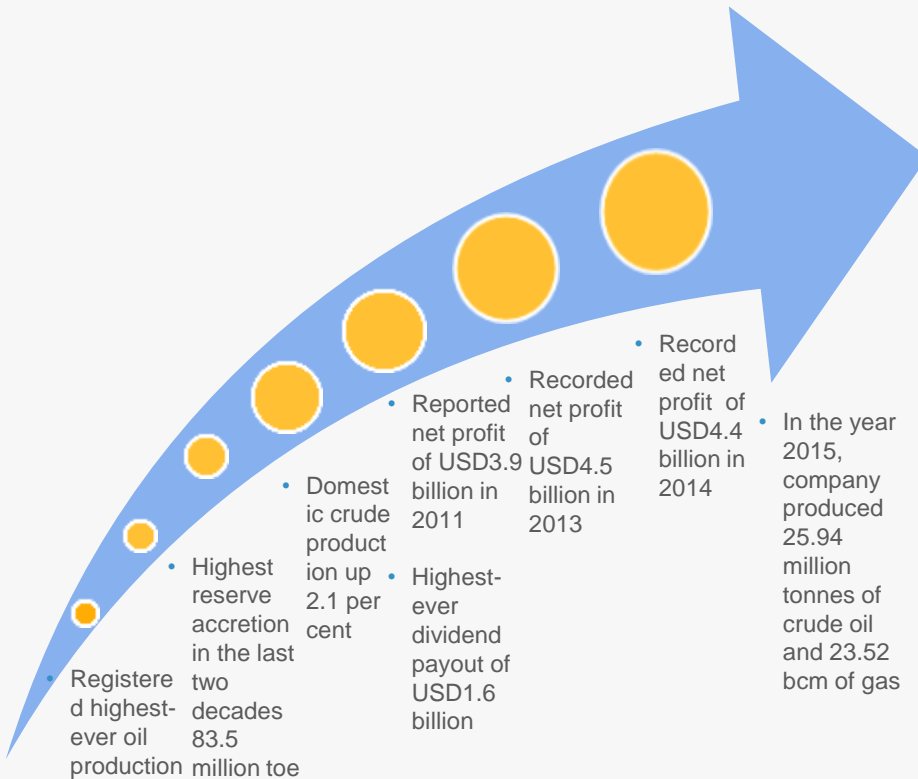 • Registere
d highest-
ever oil
production
• Highest
reserve
accretion
in the last
two
decades
83.5
million toe
• Domest
ic crude
product
ion up
2.1 per
cent
• Reported
net profit
of USD3.9
billion in
2011
• Highest-
ever
dividend
payout of
USD1.6
billion
• Recorded
net profit
of
USD4.5
billion in
2013
• Record
ed net
profit of
USD4.4
billion in
2014
• In the year
2015,
company
produced
25.94
million
tonnes of
crude oil
and 23.52
bcm of gas